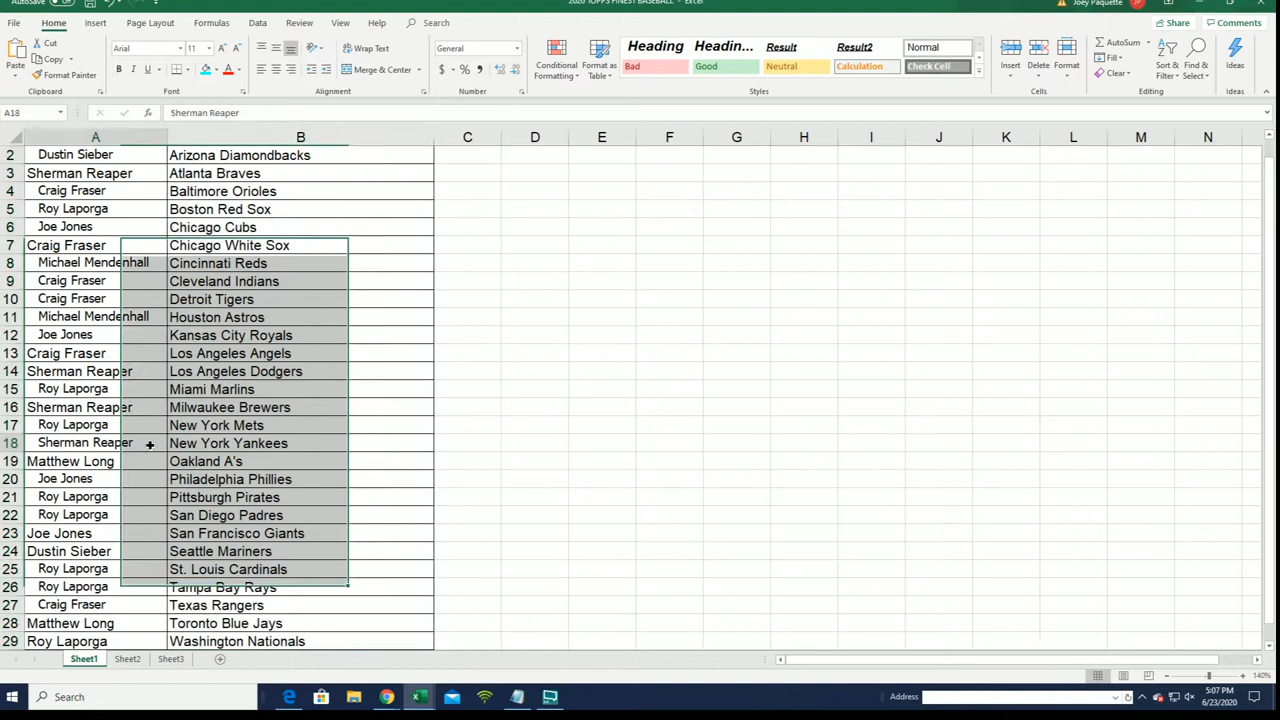 AutoSave Off
2020 TOPPS FINEST BASEBALL - Excel
Joey Paquette JP
File Home Insert Page Layout Formulas Data Review View Help Search Share Comments
Paste Cut Copy Format Painter Clipboard
Arial 11 B I U A Font
Wrap Text Merge & Center Alignment
General $ % , Number
Conditional Formatting Format as Table
Heading Headin... Result Result2 Normal
Bad Good Neutral Calculation Check Cell
Styles
Insert Delete Format Cells
AutoSum Fill Clear Sort & Filter Find & Select Editing
Ideas Ideas
A18 fx Sherman Reaper
A B C D E F G H I J K L M N
2 Dustin Sieber Arizona Diamondbacks
3 Sherman Reaper Atlanta Braves
4 Craig Fraser Baltimore Orioles
5 Roy Laporga Boston Red Sox
6 Joe Jones Chicago Cubs
7 Craig Fraser Chicago White Sox
8 Michael Mendenhall Cincinnati Reds
9 Craig Fraser Cleveland Indians
10 Craig Fraser Detroit Tigers
11 Michael Mendenhall Houston Astros
12 Joe Jones Kansas City Royals
13 Craig Fraser Los Angeles Angels
14 Sherman Reaper Los Angeles Dodgers
15 Roy Laporga Miami Marlins
16 Sherman Reaper Milwaukee Brewers
17 Roy Laporga New York Mets
18 Sherman Reaper New York Yankees
19 Matthew Long Oakland A's
20 Joe Jones Philadelphia Phillies
21 Roy Laporga Pittsburgh Pirates
22 Roy Laporga San Diego Padres
23 Joe Jones San Francisco Giants
24 Dustin Sieber Seattle Mariners
25 Roy Laporga St. Louis Cardinals
26 Roy Laporga Tampa Bay Rays
27 Craig Fraser Texas Rangers
28 Matthew Long Toronto Blue Jays
29 Roy Laporga Washington Nationals
Sheet1 Sheet2 Sheet3
140%
Search Address 5:07 PM
6/23/2020